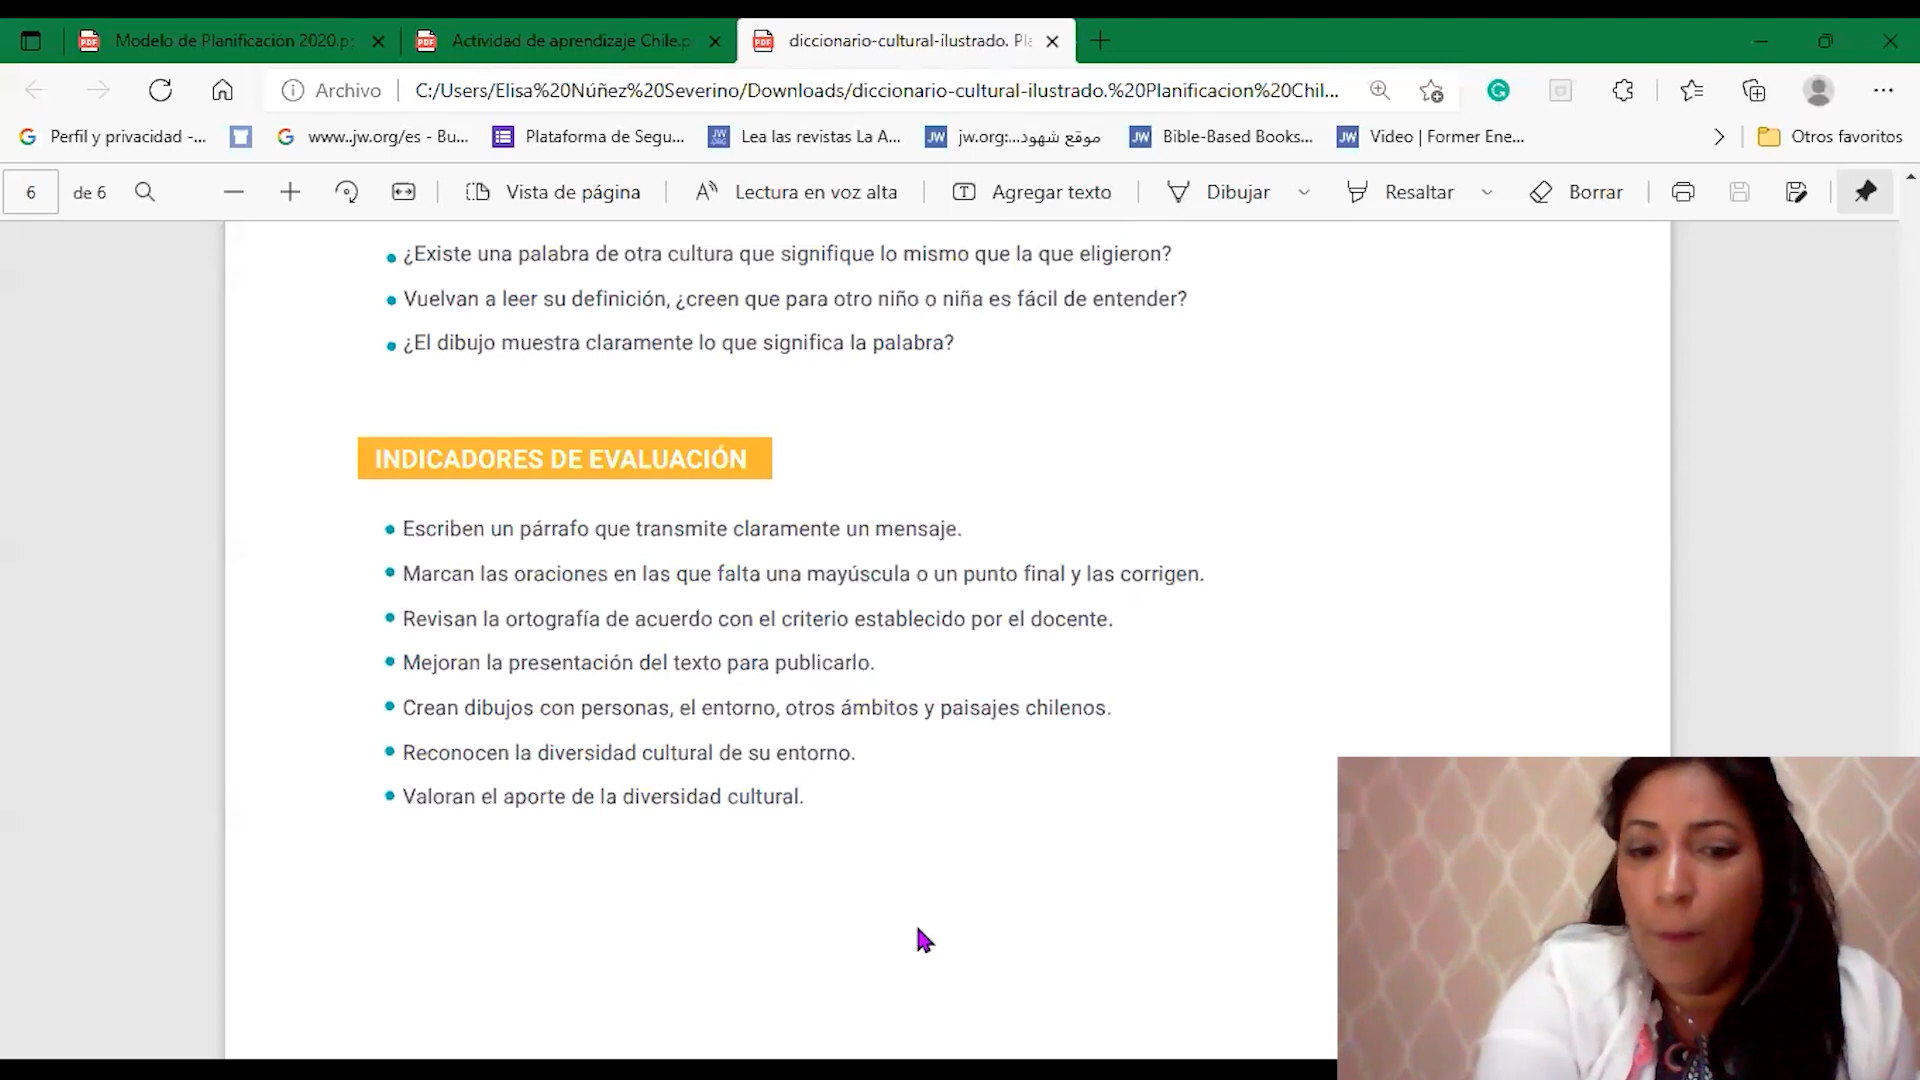 Modelo de Planificación 2020.p
Actividad de aprendizaje Chile.p
diccionario-cultural-ilustrado. Pla
Archivo
C:/Users/Elisa%20Núñez%20Severino/Downloads/diccionario-cultural-ilustrado.%20Planificacion%20Chil...
Perfil y privacidad -...
www..jw.org/es - Bu...
Plataforma de Segu...
Lea las revistas La A...
jw.org:...موقع شهود
Bible-Based Books...
Video | Former Ene...
Otros favoritos
6 de 6
Vista de página
Lectura en voz alta
Agregar texto
Dibujar
Resaltar
Borrar
• ¿Existe una palabra de otra cultura que signifique lo mismo que la que eligieron?
• Vuelvan a leer su definición, ¿creen que para otro niño o niña es fácil de entender?
• ¿El dibujo muestra claramente lo que significa la palabra?
INDICADORES DE EVALUACIÓN
• Escriben un párrafo que transmite claramente un mensaje.
• Marcan las oraciones en las que falta una mayúscula o un punto final y las corrigen.
• Revisan la ortografía de acuerdo con el criterio establecido por el docente.
• Mejoran la presentación del texto para publicarlo.
• Crean dibujos con personas, el entorno, otros ámbitos y paisajes chilenos.
• Reconocen la diversidad cultural de su entorno.
• Valoran el aporte de la diversidad cultural.